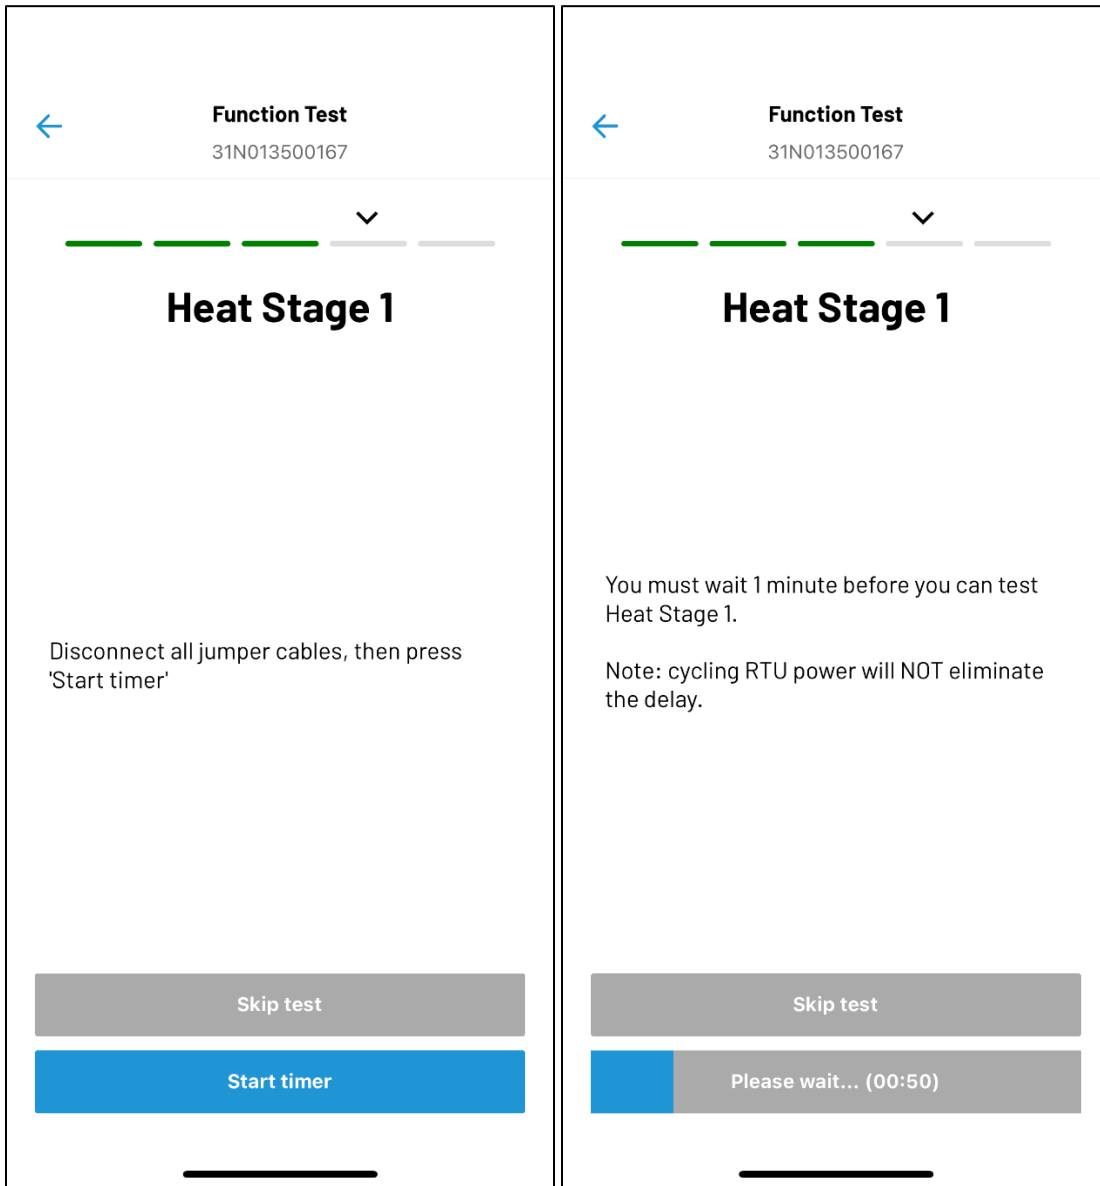 Function Test
31N013500167
Heat Stage 1
Disconnect all jumper cables, then press
'Start timer'
Skip test
Start timer
Function Test
31N013500167
Heat Stage 1
You must wait 1 minute before you can test
Heat Stage 1.
Note: cycling RTU power will NOT eliminate
the delay.
Skip test
Please wait... (00:50)